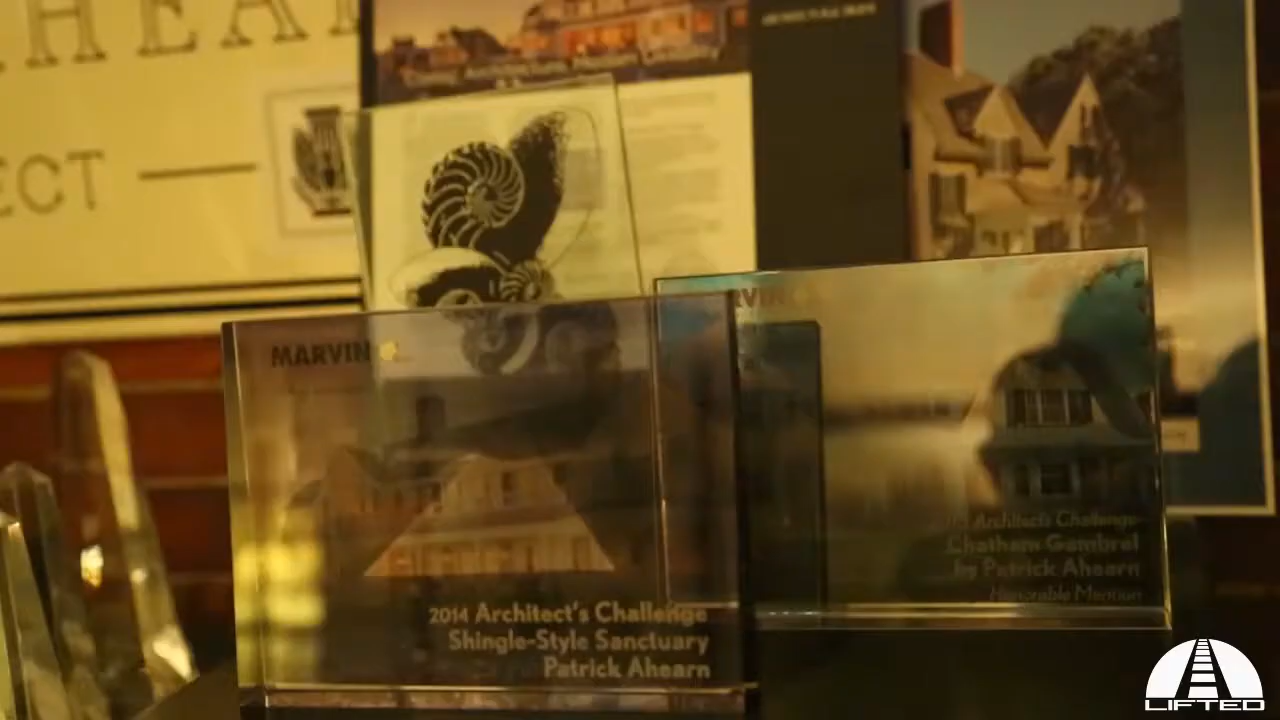 HEA
ECT
MARVIN
RVIN
2014 Architect's Challenge
Shingle-Style Sanctuary
Patrick Ahearn
Architect's Challenge
Chatham Gambrel
by Patrick Ahearn
Honorable Mention
LIFTED